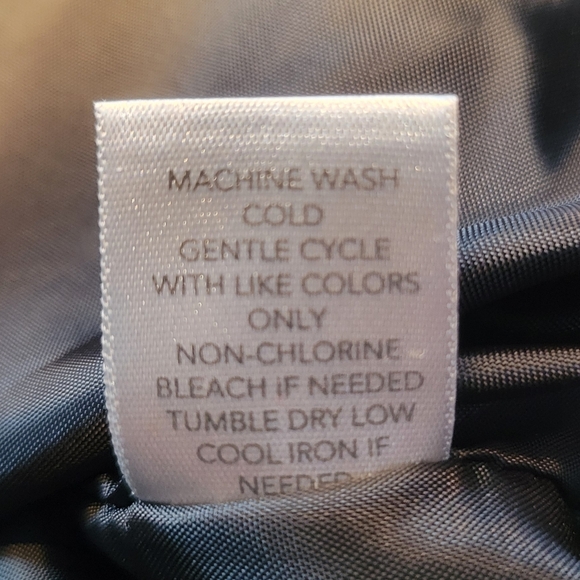 MACHINE WASH
COLD
GENTLE CYCLE
WITH LIKE COLORS
ONLY
NON-CHLORINE
BLEACH iF NEEDED
TUMBLE DRY LOW
COOL IRON IF
NEEDED